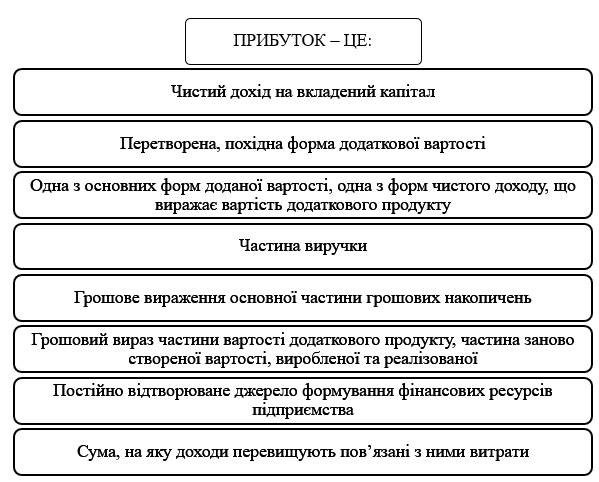 ПРИБУТОК – ЦЕ:
Чистий дохід на вкладений капітал
Перетворена, похідна форма додаткової вартості
Одна з основних форм доданої вартості, одна з форм чистого доходу, що
виражає вартість додаткового продукту
Частина виручки
Грошове вираження основної частини грошових накопичень
Грошовий вираз частини вартості додаткового продукту, частина заново
створеної вартості, виробленої та реалізованої
Постійно відтворюване джерело формування фінансових ресурсів
підприємства
Сума, на яку доходи перевищують пов’язані з ними витрати